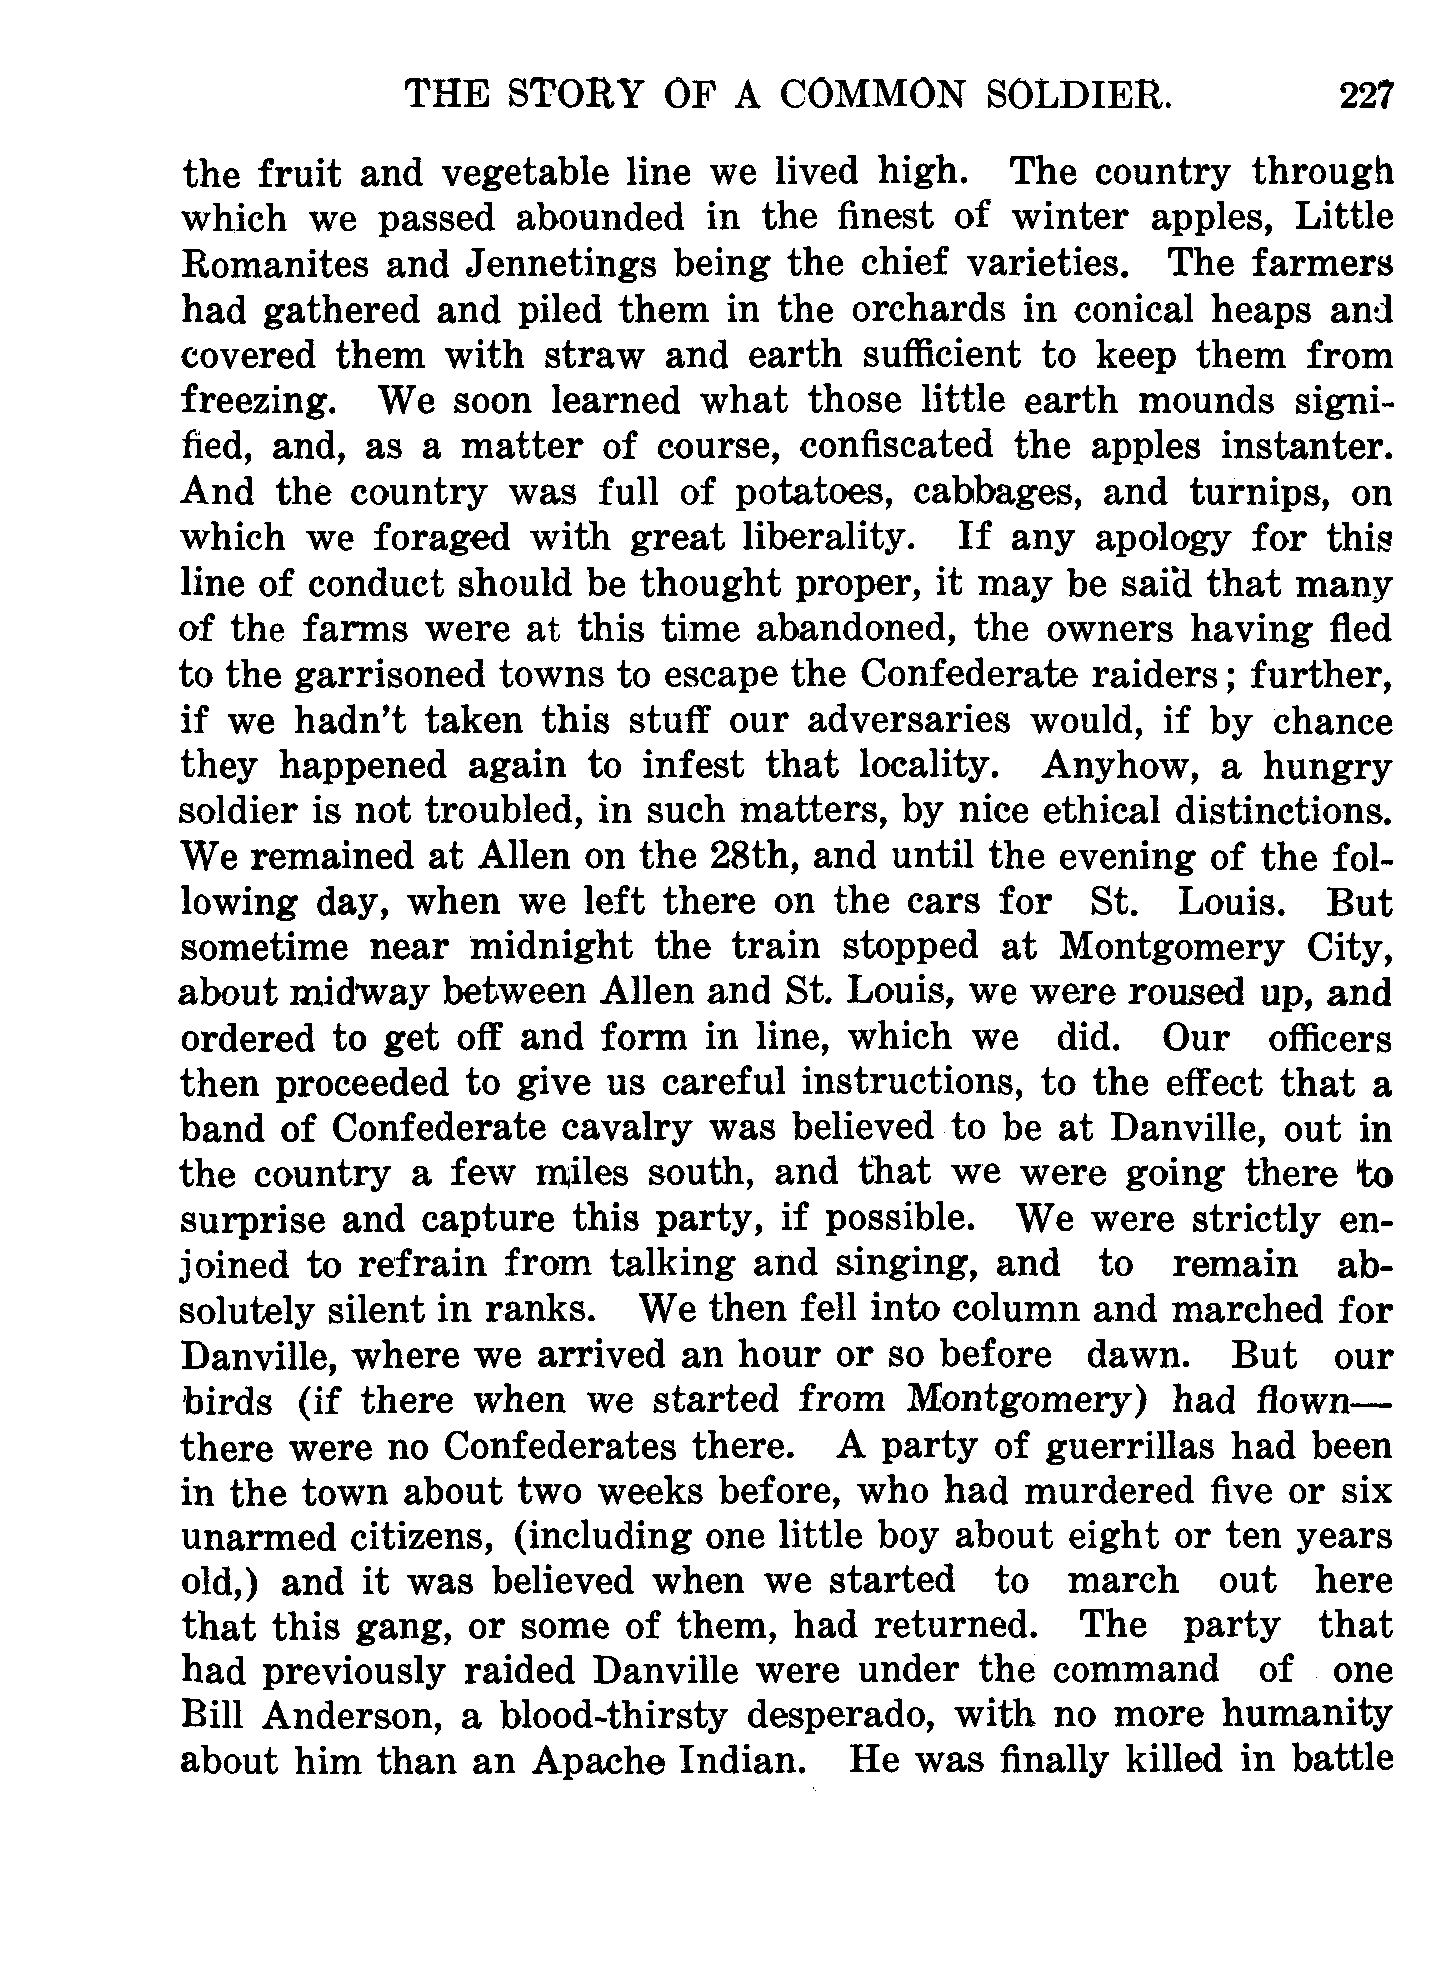 THE STORY OF A COMMON SOLDIER. 227
the fruit and vegetable line we lived high. The country through
which we passed abounded in the finest of winter apples, Little
Romanites and Jennetings being the chief varieties. The farmers
had gathered and piled them in the orchards in conical heaps and
covered them with straw and earth sufficient to keep them from
freezing. We soon learned what those little earth mounds signi-
fied, and, as a matter of course, confiscated the apples instanter.
And the country was full of potatoes, cabbages, and turnips, on
which we foraged with great liberality. If any apology for this
line of conduct should be thought proper, it may be said that many
of the farms were at this time abandoned, the owners having fled
to the garrisoned towns to escape the Confederate raiders; further,
if we hadn't taken this stuff our adversaries would, if by chance
they happened again to infest that locality. Anyhow, a hungry
soldier is not troubled, in such matters, by nice ethical distinctions.
We remained at Allen on the 28th, and until the evening of the fol-
lowing day, when we left there on the cars for St. Louis. But
sometime near midnight the train stopped at Montgomery City,
about midway between Allen and St. Louis, we were roused up, and
ordered to get off and form in line, which we did. Our officers
then proceeded to give us careful instructions, to the effect that a
band of Confederate cavalry was believed to be at Danville, out in
the country a few miles south, and that we were going there to
surprise and capture this party, if possible. We were strictly en-
joined to refrain from talking and singing, and to remain ab-
solutely silent in ranks. We then fell into column and marched for
Danville, where we arrived an hour or so before dawn. But our
birds (if there when we started from Montgomery) had flown—
there were no Confederates there. A party of guerrillas had been
in the town about two weeks before, who had murdered five or six
unarmed citizens, (including one little boy about eight or ten years
old,) and it was believed when we started to march out here
that this gang, or some of them, had returned. The party that
had previously raided Danville were under the command of one
Bill Anderson, a blood-thirsty desperado, with no more humanity
about him than an Apache Indian. He was finally killed in battle